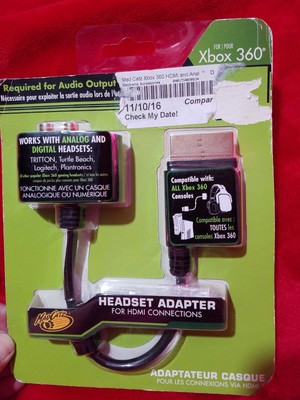 FOR / POUR
Xbox 360®
Required for Audio Output
Nécessaire pour exploiter la sortie audio lors de l'
Mad Catz Xbox 360 HDMI and Anal
11/10/16
Compar
Check My Date!
WORKS WITH ANALOG AND
DIGITAL HEADSETS:
TRITTON, Turtle Beach,
Logitech, Plantronics
FONCTIONNE AVEC UN CASQUE
ANALOGIQUE OU NUMÉRIQUE
Compatible with:
ALL Xbox 360
Consoles
Compatible avec :
TOUTES les
consoles Xbox 360
MAD CATZ
HEADSET ADAPTER
FOR HDMI CONNECTIONS
ADAPTATEUR CASQUE
POUR LES CONNEXIONS VIA HDMI